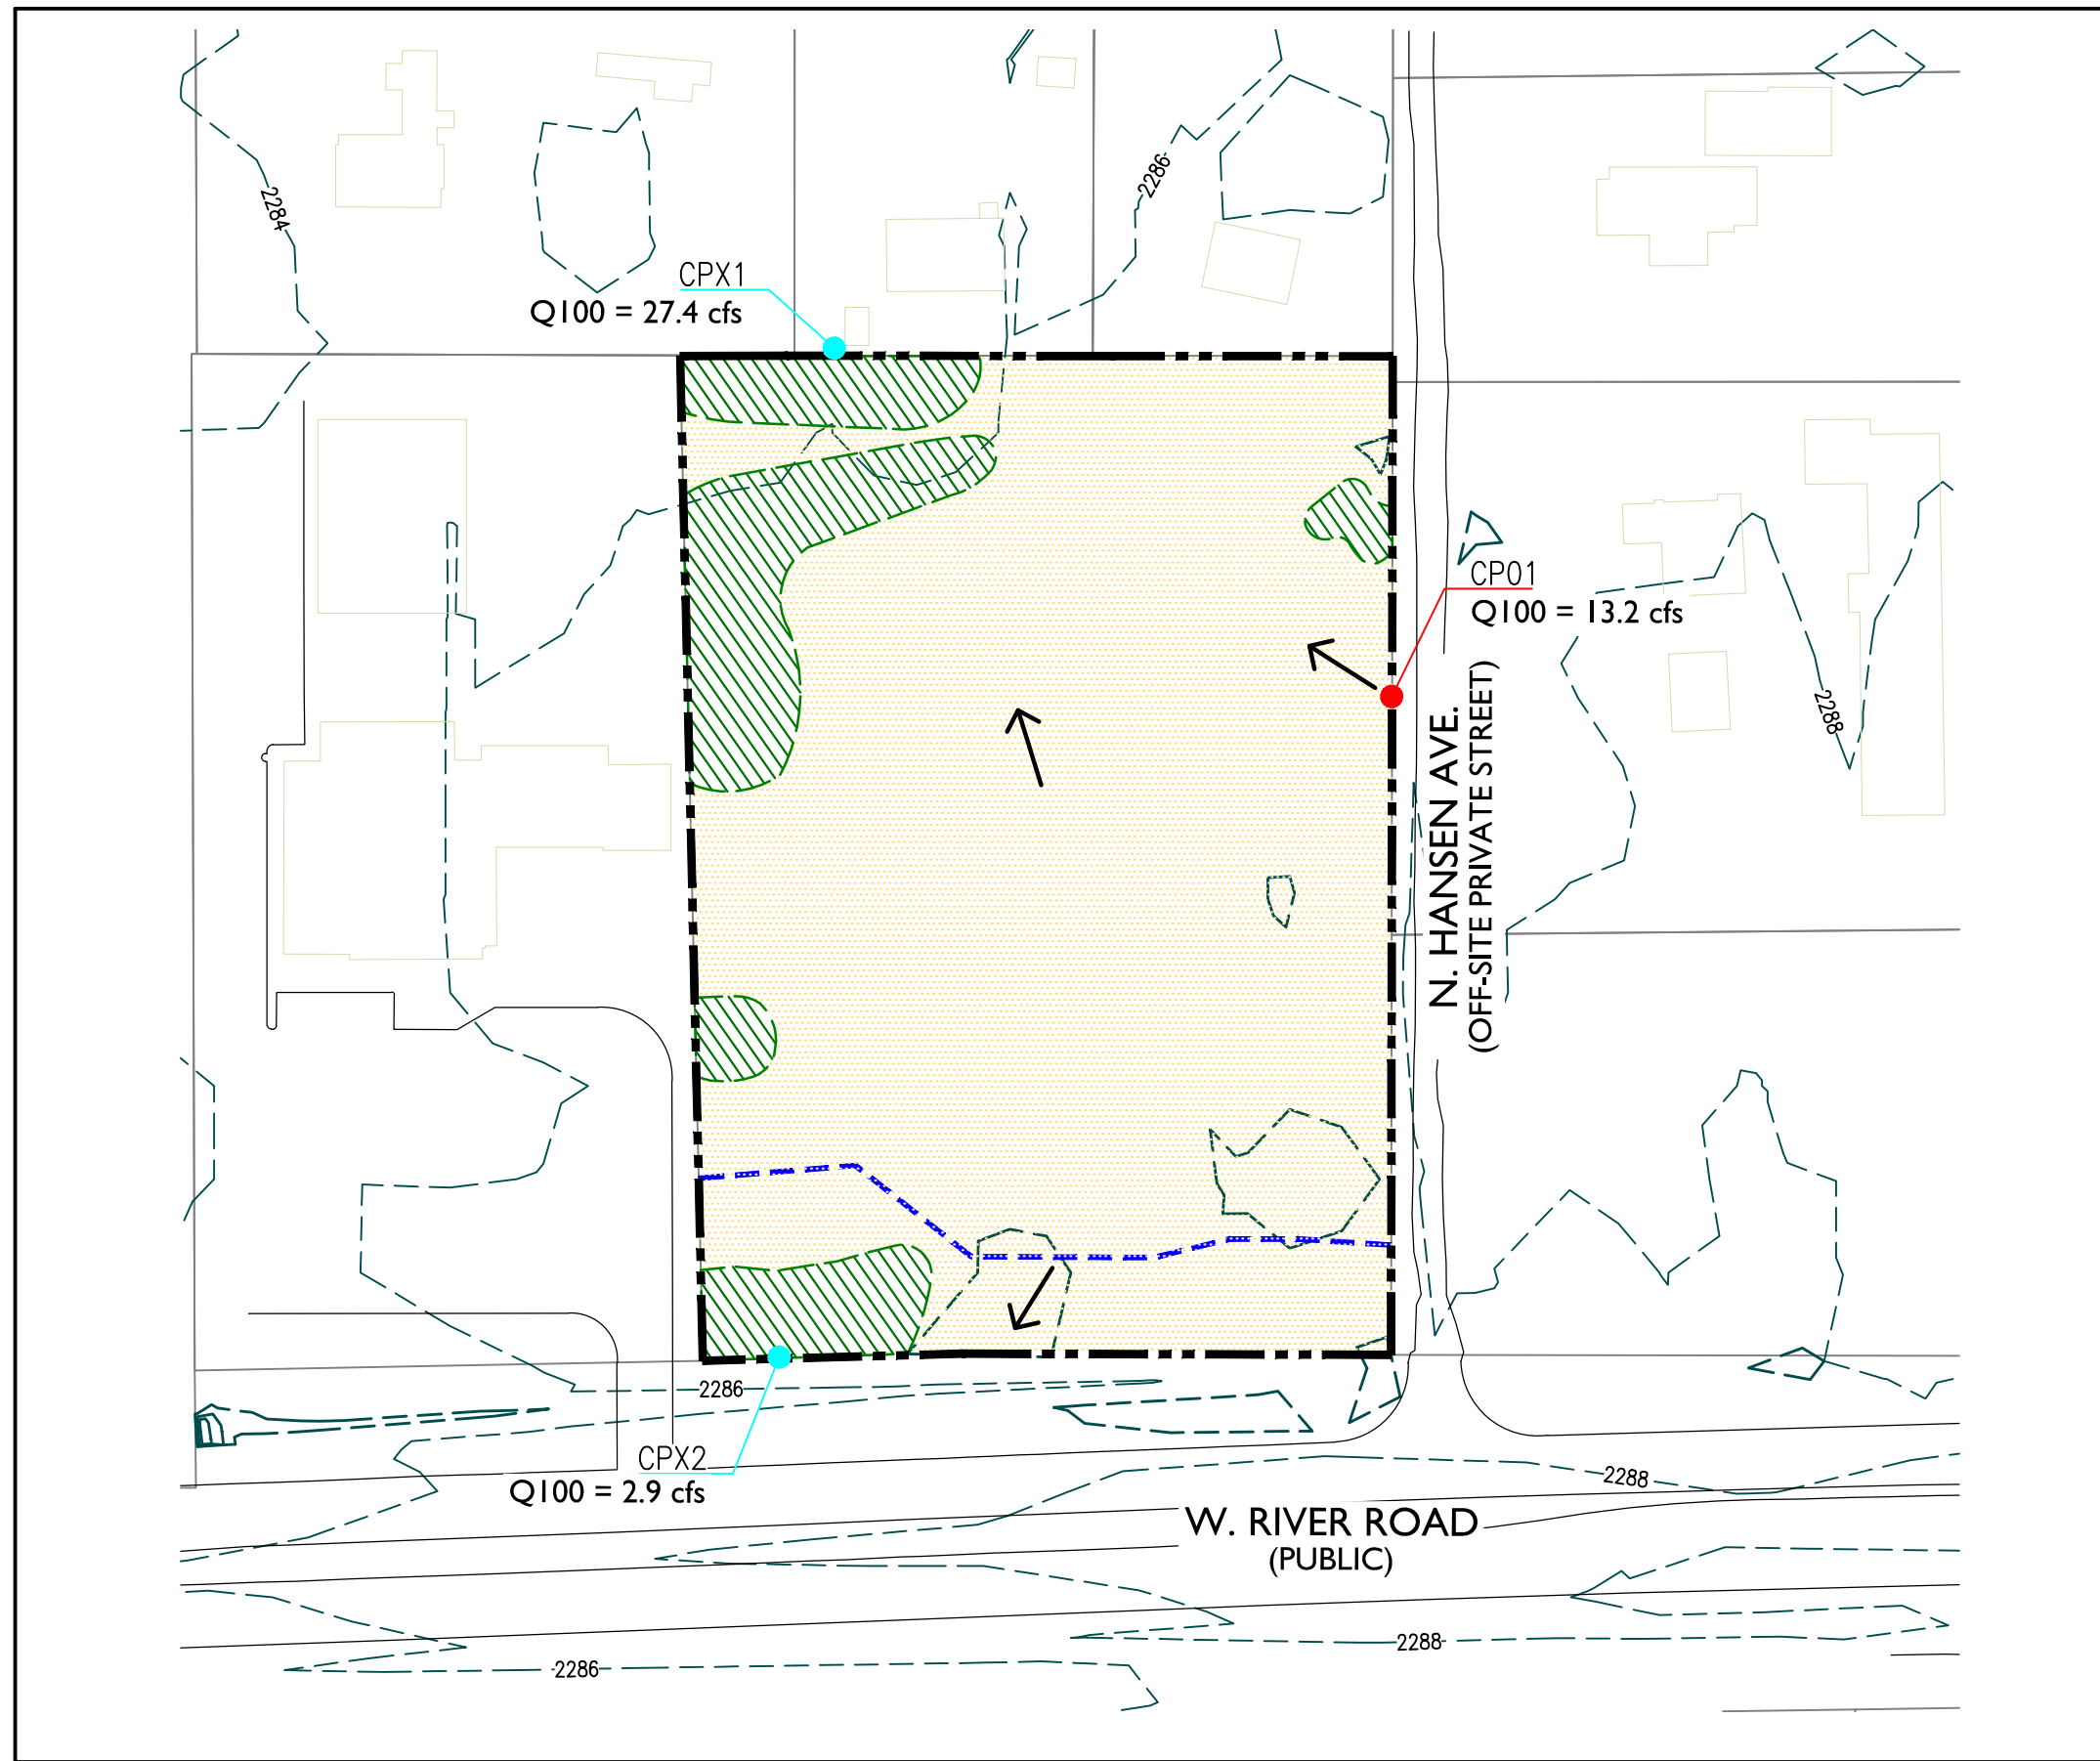 2286
2284
CPX1
Q100 = 27.4 cfs
CP01
Q100 = 13.2 cfs
N. HANSEN AVE.
(OFF-SITE PRIVATE STREET)
2288
2286
CPX2
Q100 = 2.9 cfs
2288
W. RIVER ROAD
(PUBLIC)
2288
2286